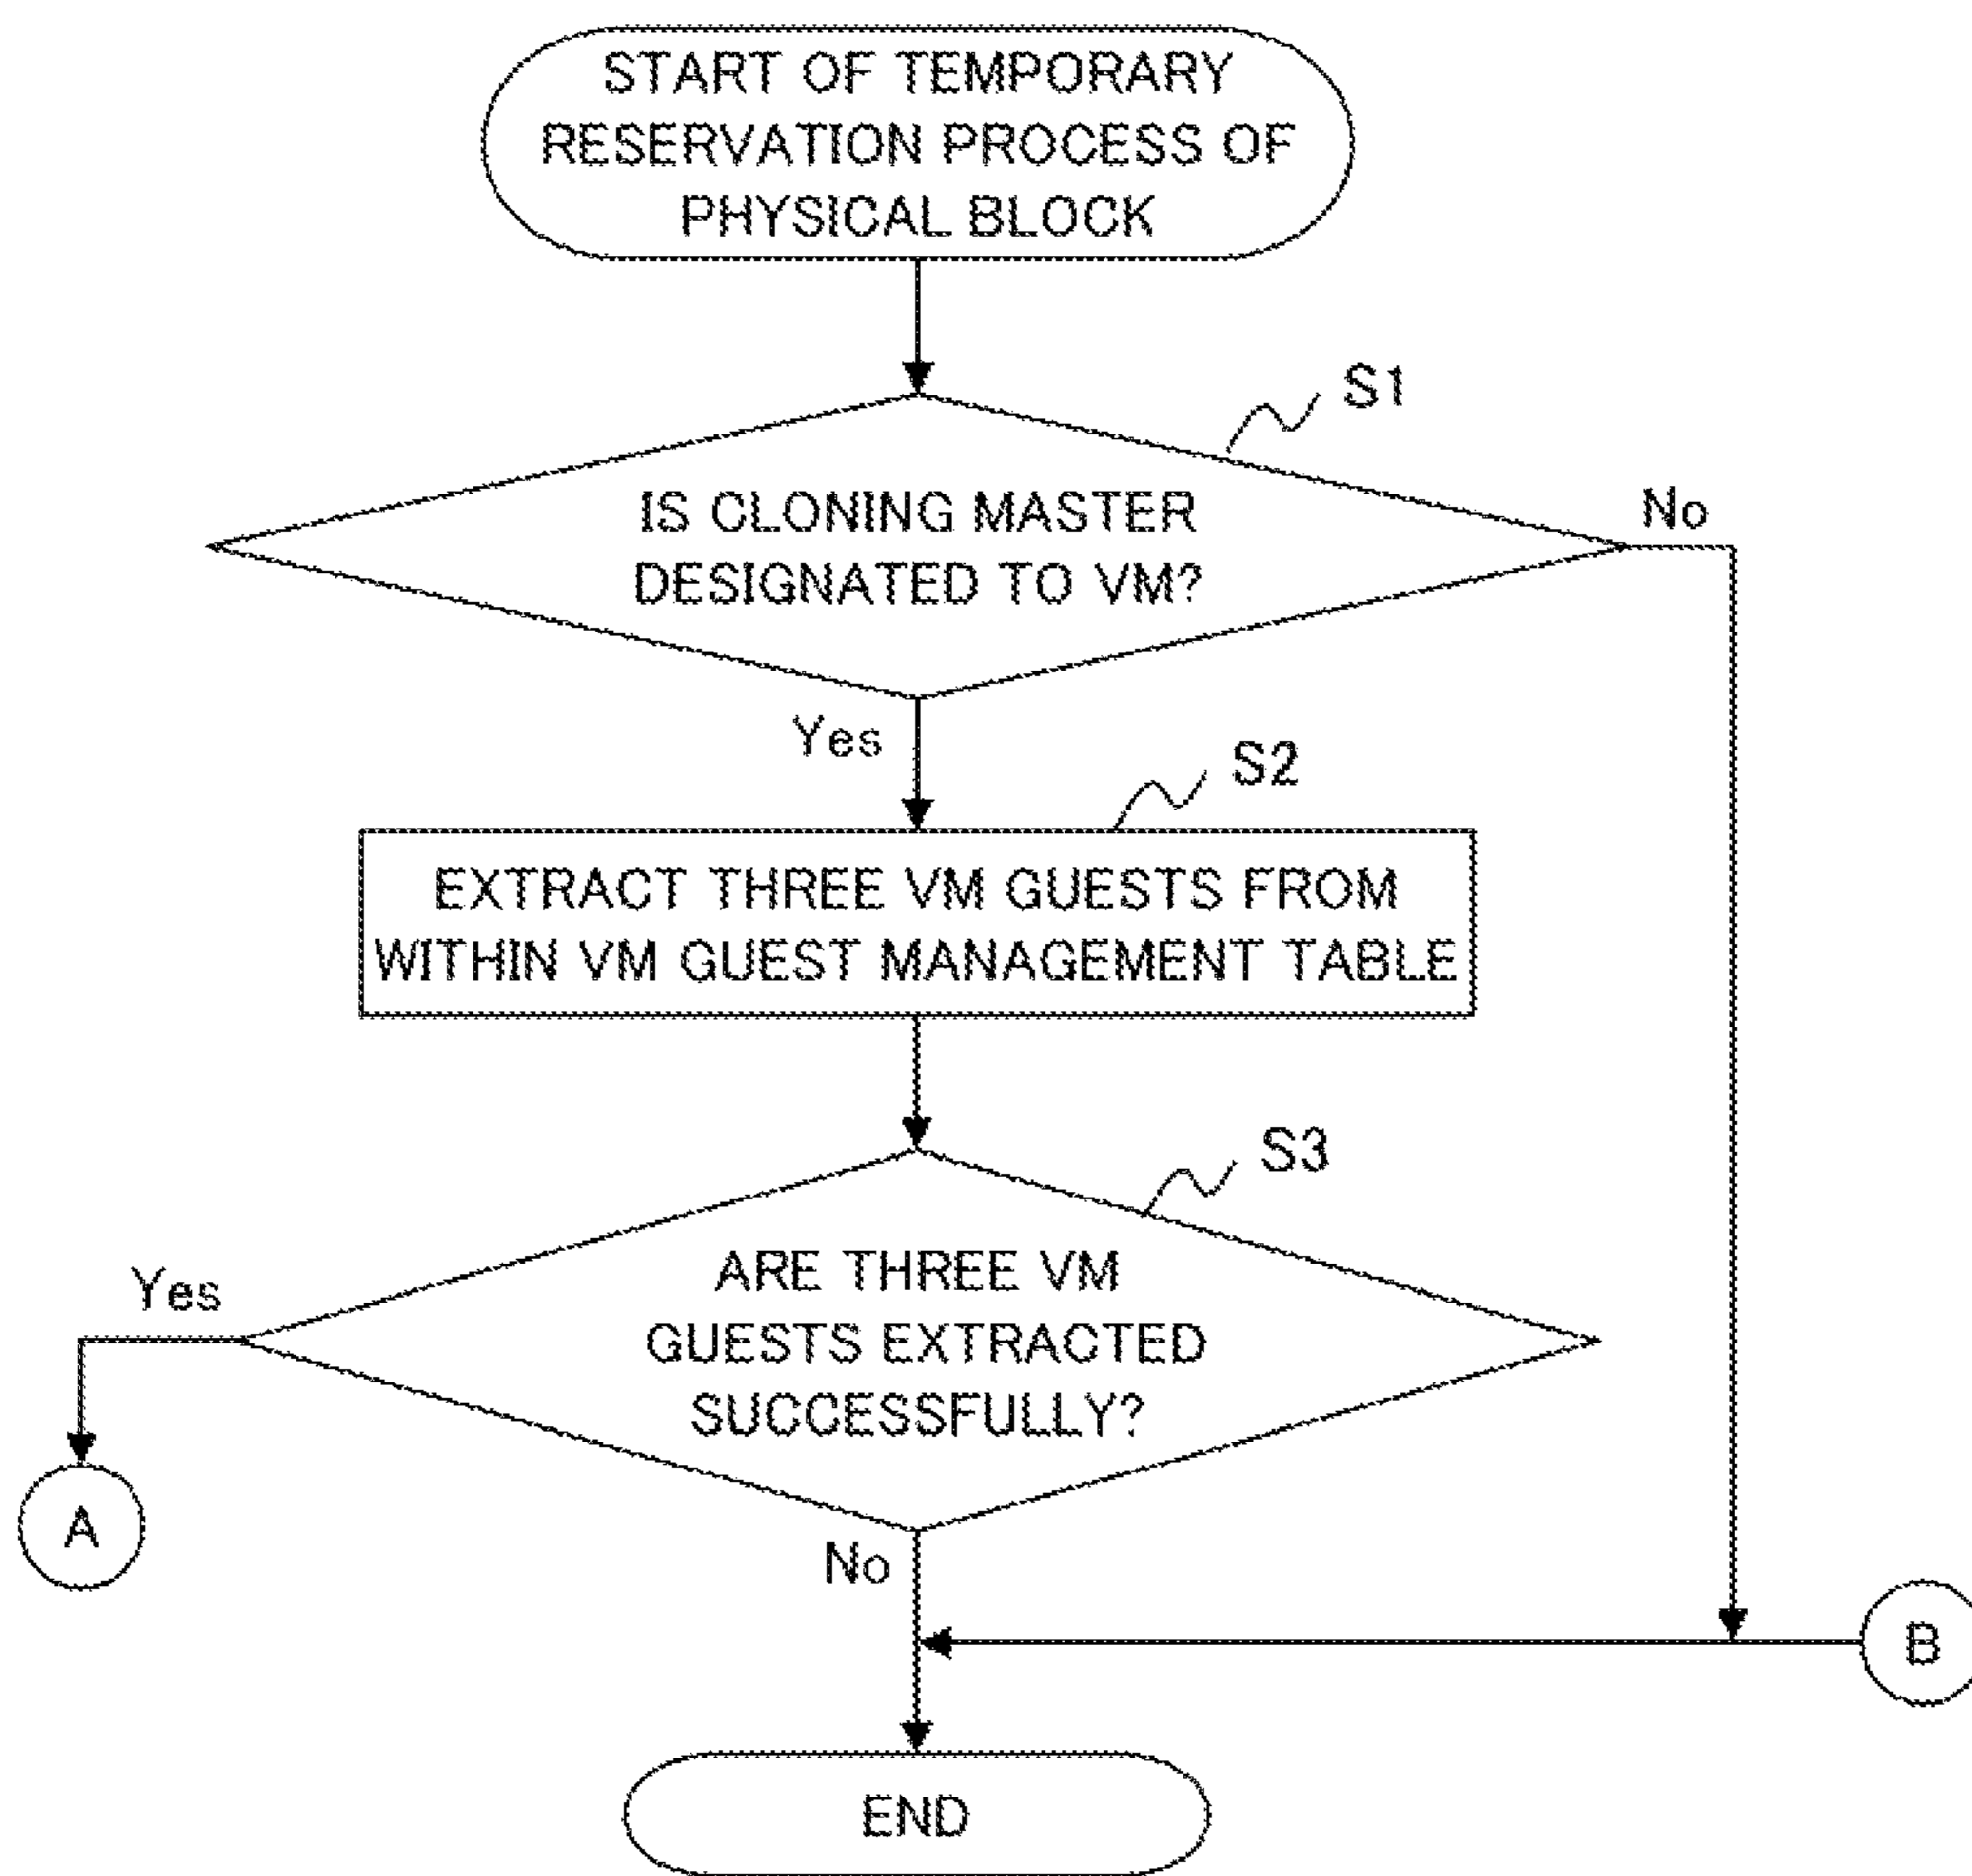 START OF TEMPORARY
RESERVATION PROCESS OF
PHYSICAL BLOCK
S1
IS CLONING MASTER
DESIGNATED TO VM?
No
Yes
S2
EXTRACT THREE VM GUESTS FROM
WITHIN VM GUEST MANAGEMENT TABLE
S3
ARE THREE VM
GUESTS EXTRACTED
SUCCESSFULLY?
Yes
A
No
B
END